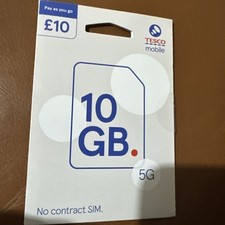 Pay as you go
£10
TESCO
mobile
10
GB.
5G
No contract SIM.